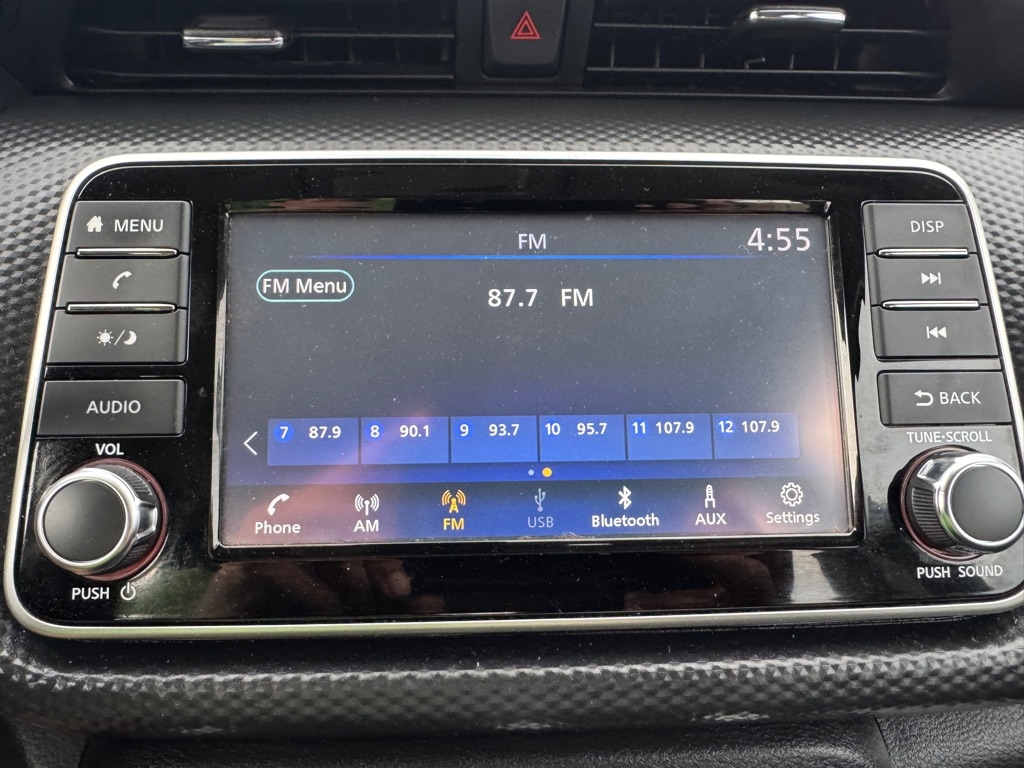 MENU
AUDIO
VOL
PUSH
FM
4:55
FM Menu
87.7 FM
7 87.9
8 90.1
9 93.7
10 95.7
11 107.9
12 107.9
Phone
AM
FM
USB
Bluetooth
AUX
Settings
DISP
BACK
TUNE·SCROLL
PUSH SOUND